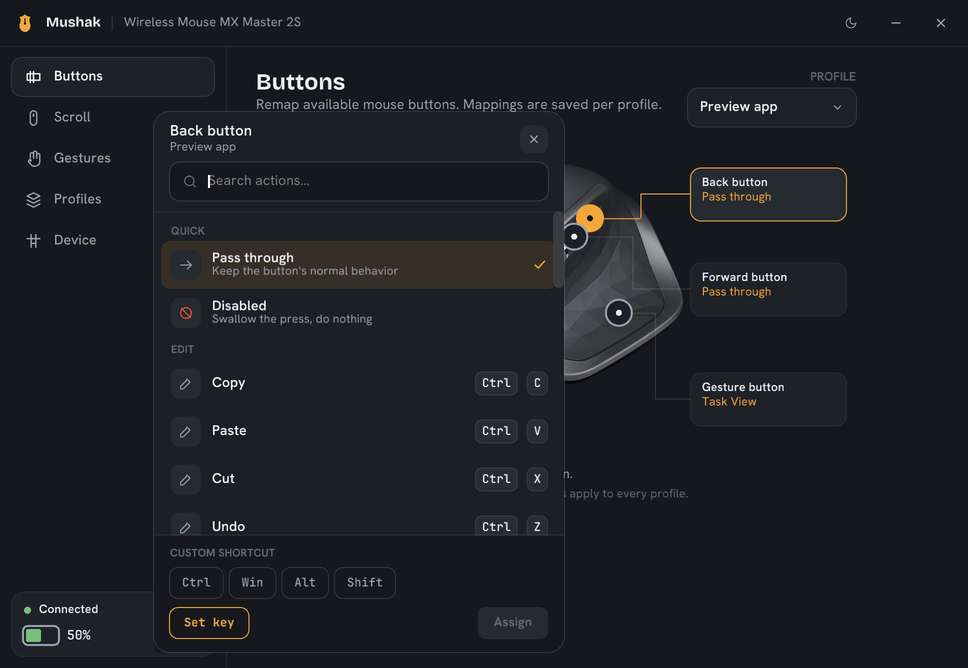 Mushak
Wireless Mouse MX Master 2S
Buttons
Scroll
Gestures
Profiles
Device
Connected
50%
Buttons
Remap available mouse buttons. Mappings are saved per profile.
PROFILE
Preview app
Back button
Pass through
Forward button
Pass through
Gesture button
Task View
n.
s apply to every profile.
Back button
Preview app
Search actions...
QUICK
Pass through
Keep the button's normal behavior
Disabled
Swallow the press, do nothing
EDIT
Copy Ctrl C
Paste Ctrl V
Cut Ctrl X
Undo Ctrl Z
CUSTOM SHORTCUT
Ctrl Win Alt Shift
Set key Assign